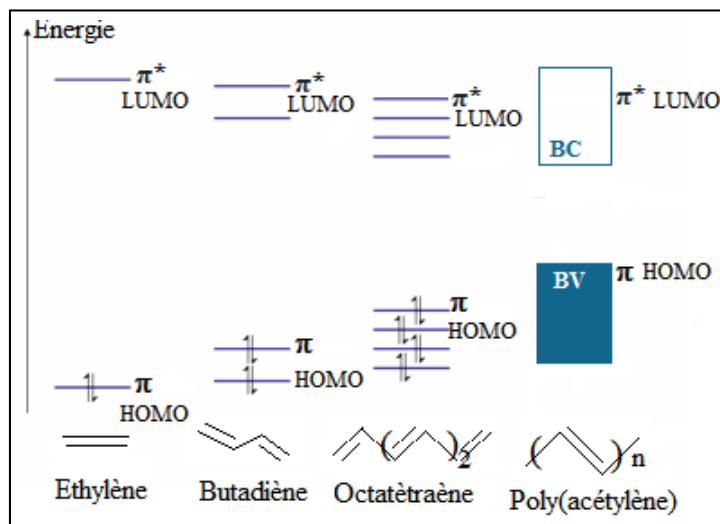 Energie
π*
LUMO
π*
LUMO
π*
LUMO
π* LUMO
BC
BV
π HOMO
π
HOMO
π
HOMO
π
HOMO
( )2
( )n
Ethylène
Butadiène
Octatètraène
Poly(acétylène)